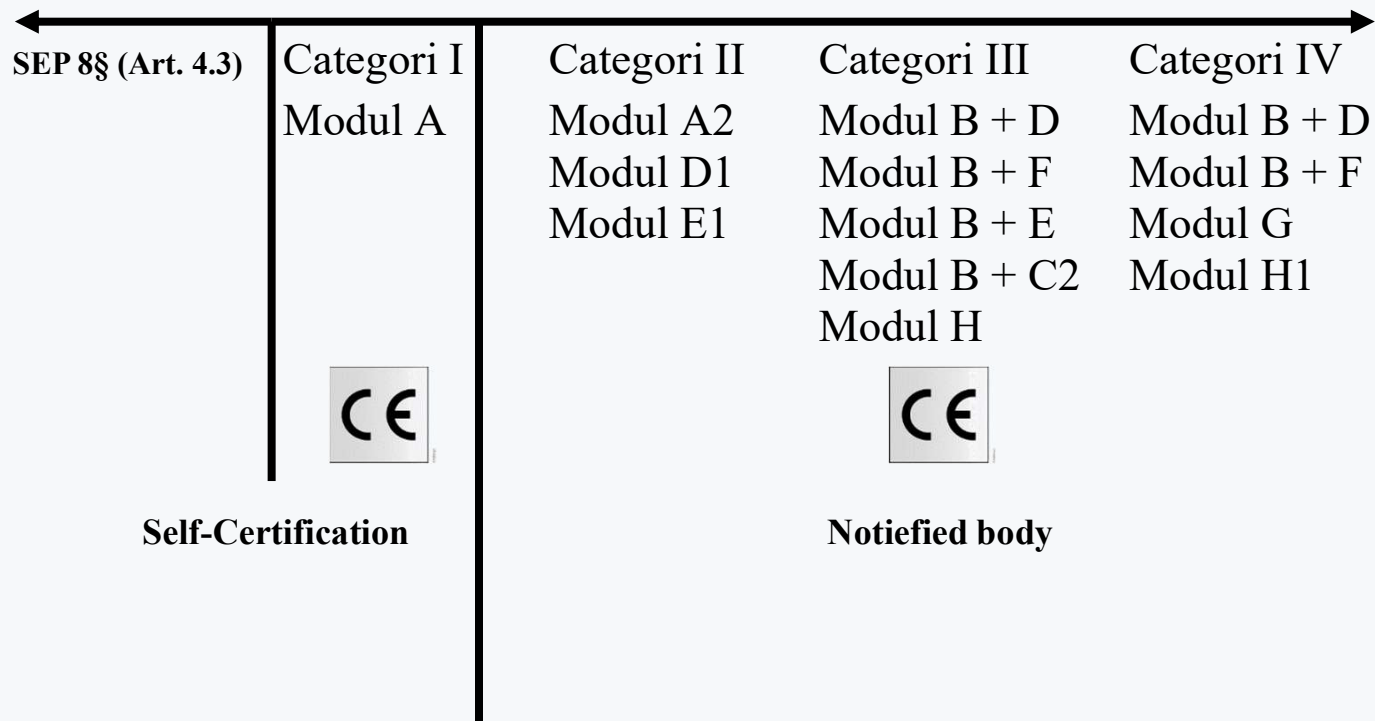 SEP 8§ (Art. 4.3)
Categori I
Modul A
Categori II
Modul A2
Modul D1
Modul E1
Categori III
Modul B + D
Modul B + F
Modul B + E
Modul B + C2
Modul H
Categori IV
Modul B + D
Modul B + F
Modul G
Modul H1
CE
CE
Self-Certification
Notiefied body